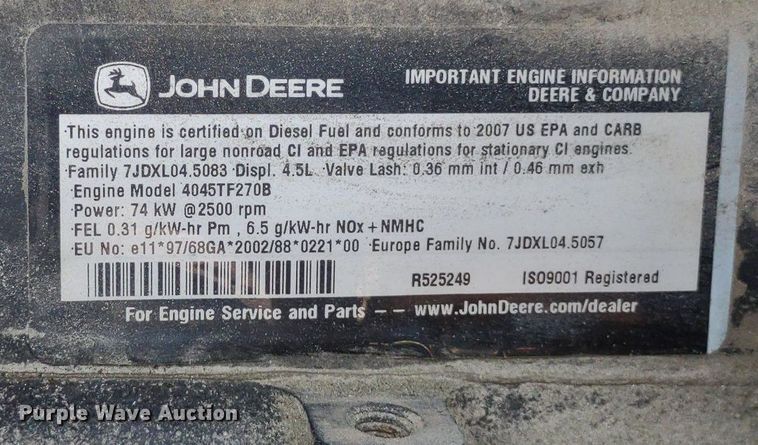 JOHN DEERE
IMPORTANT ENGINE INFORMATION
DEERE & COMPANY
This engine is certified on Diesel Fuel and conforms to 2007 US EPA and CARB
regulations for large nonroad CI and EPA regulations for stationary CI engines.
Family 7JDXL04.5083 Displ. 4.5L Valve Lash: 0.36 mm int / 0.46 mm exh
Engine Model 4045TF270B
Power: 74 kW @2500 rpm
FEL 0.31 g/kW-hr Pm , 6.5 g/kW-hr NOx + NMHC
EU No: e11*97/68GA*2002/88*0221*00 Europe Family No. 7JDXL04.5057
R525249 ISO9001 Registered
For Engine Service and Parts – – www.JohnDeere.com/dealer
Purple Wave Auction